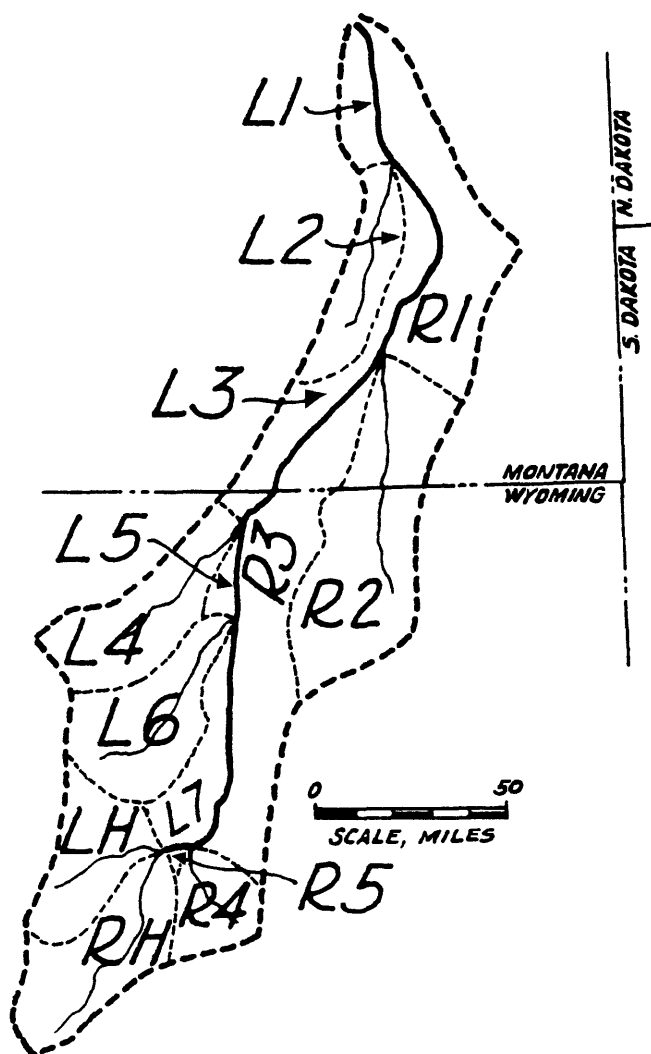 L1
N. DAKOTA
L2
S. DAKOTA
R1
L3
MONTANA
WYOMING
L5
R3
R2
L4
L6
0 50
SCALE, MILES
L7
LH
R5
R4
RH